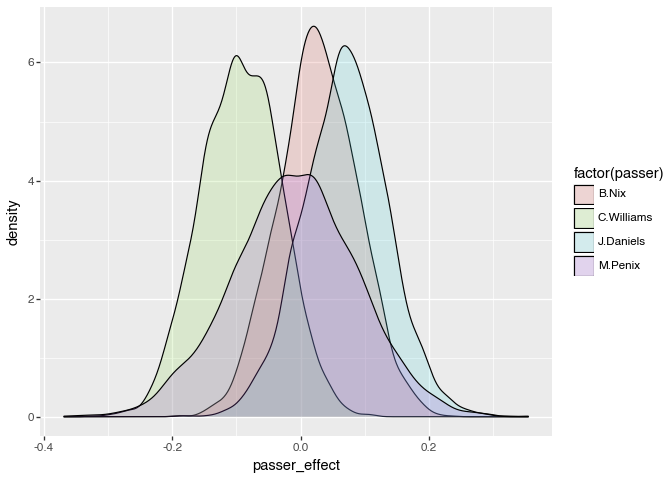 6
4
2
0
density
-0.4
-0.2
0.0
0.2
passer_effect
factor(passer)
B.Nix
C.Williams
J.Daniels
M.Penix